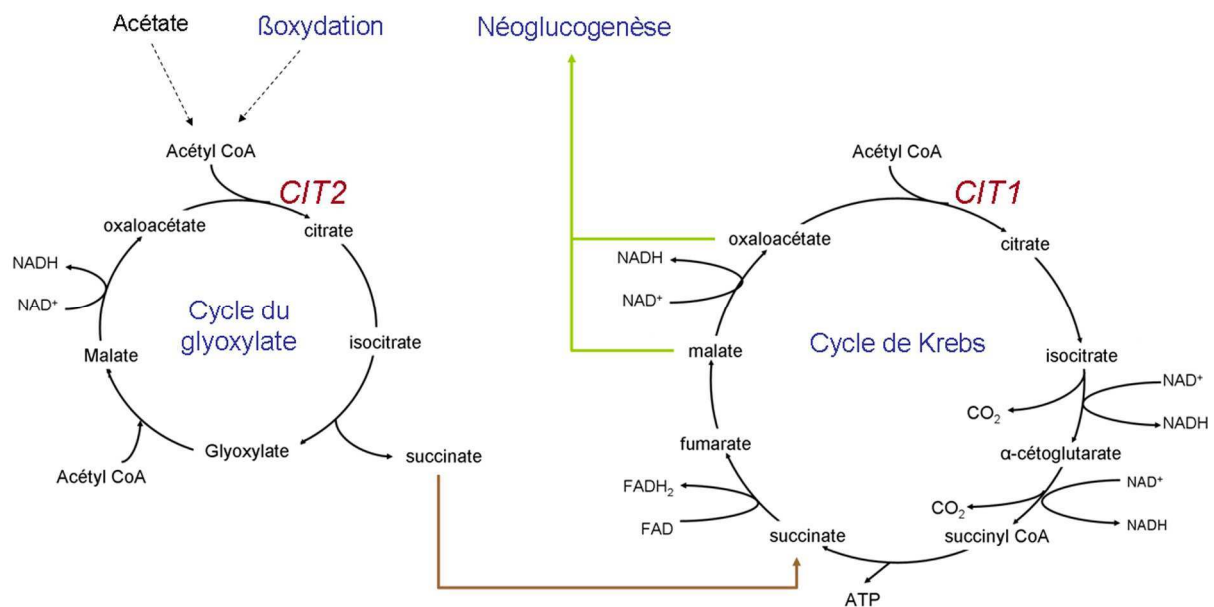 Acétate
ßoxydation
Néoglucogenèse
Acétyl CoA
CIT2
oxaloacétate
citrate
NADH
NAD⁺
Cycle du
glyoxylate
isocitrate
Malate
Glyoxylate
succinate
Acétyl CoA
Acétyl CoA
CIT1
oxaloacétate
citrate
NADH
NAD⁺
malate
Cycle de Krebs
isocitrate
NAD⁺
CO₂
NADH
fumarate
α-cétoglutarate
FADH₂
NAD⁺
CO₂
FAD
NADH
succinate
succinyl CoA
ATP